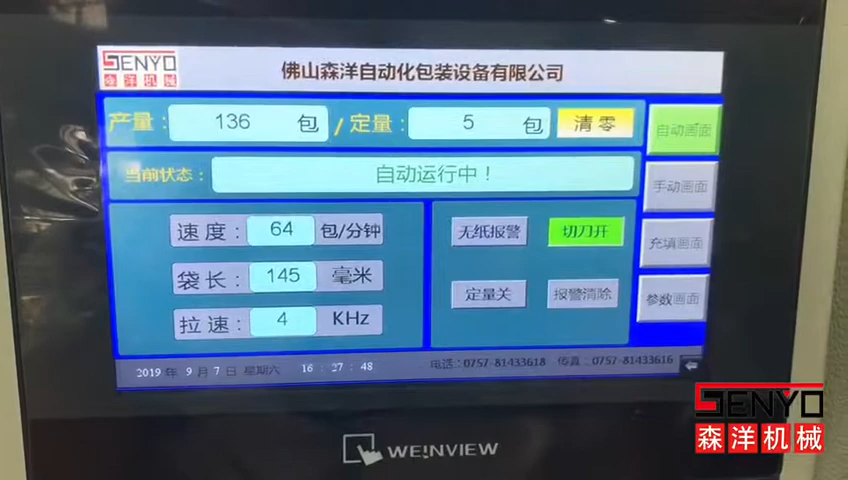 SENYO
森洋机械
佛山森洋自动化包装设备有限公司
产量: 136 包 / 定量: 5 包 清零
自动画面
当前状态: 自动运行中!
手动画面
速度: 64 包/分钟
无纸报警 切刀开
充填画面
袋长: 145 毫米
定量关 报警清除
参数画面
拉速: 4 KHz
2019 年 9 月 7 日 星期六 16 : 27 : 48 电话:0757-81433618 传真:0757-81433616
WEINVIEW
SENYO
森洋机械